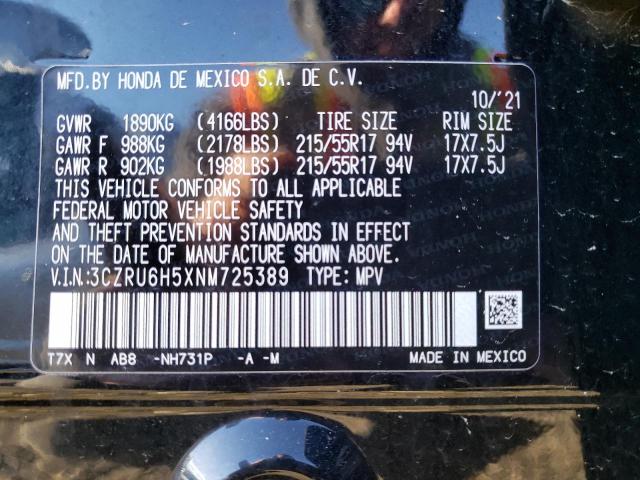 MFD.BY HONDA DE MEXICO S.A. DE C.V.
10/'21
GVWR 1890KG (4166LBS) TIRE SIZE RIM SIZE
GAWR F 988KG (2178LBS) 215/55R17 94V 17X7.5J
GAWR R 902KG (1988LBS) 215/55R17 94V 17X7.5J
THIS VEHICLE CONFORMS TO ALL APPLICABLE
FEDERAL MOTOR VEHICLE SAFETY
AND THEFT PREVENTION STANDARDS IN EFFECT
ON THE DATE OF MANUFACTURE SHOWN ABOVE.
V.I.N:3CZRU6H5XNM725389 TYPE: MPV
T7X N AB8 -NH731P -A -M MADE IN MEXICO